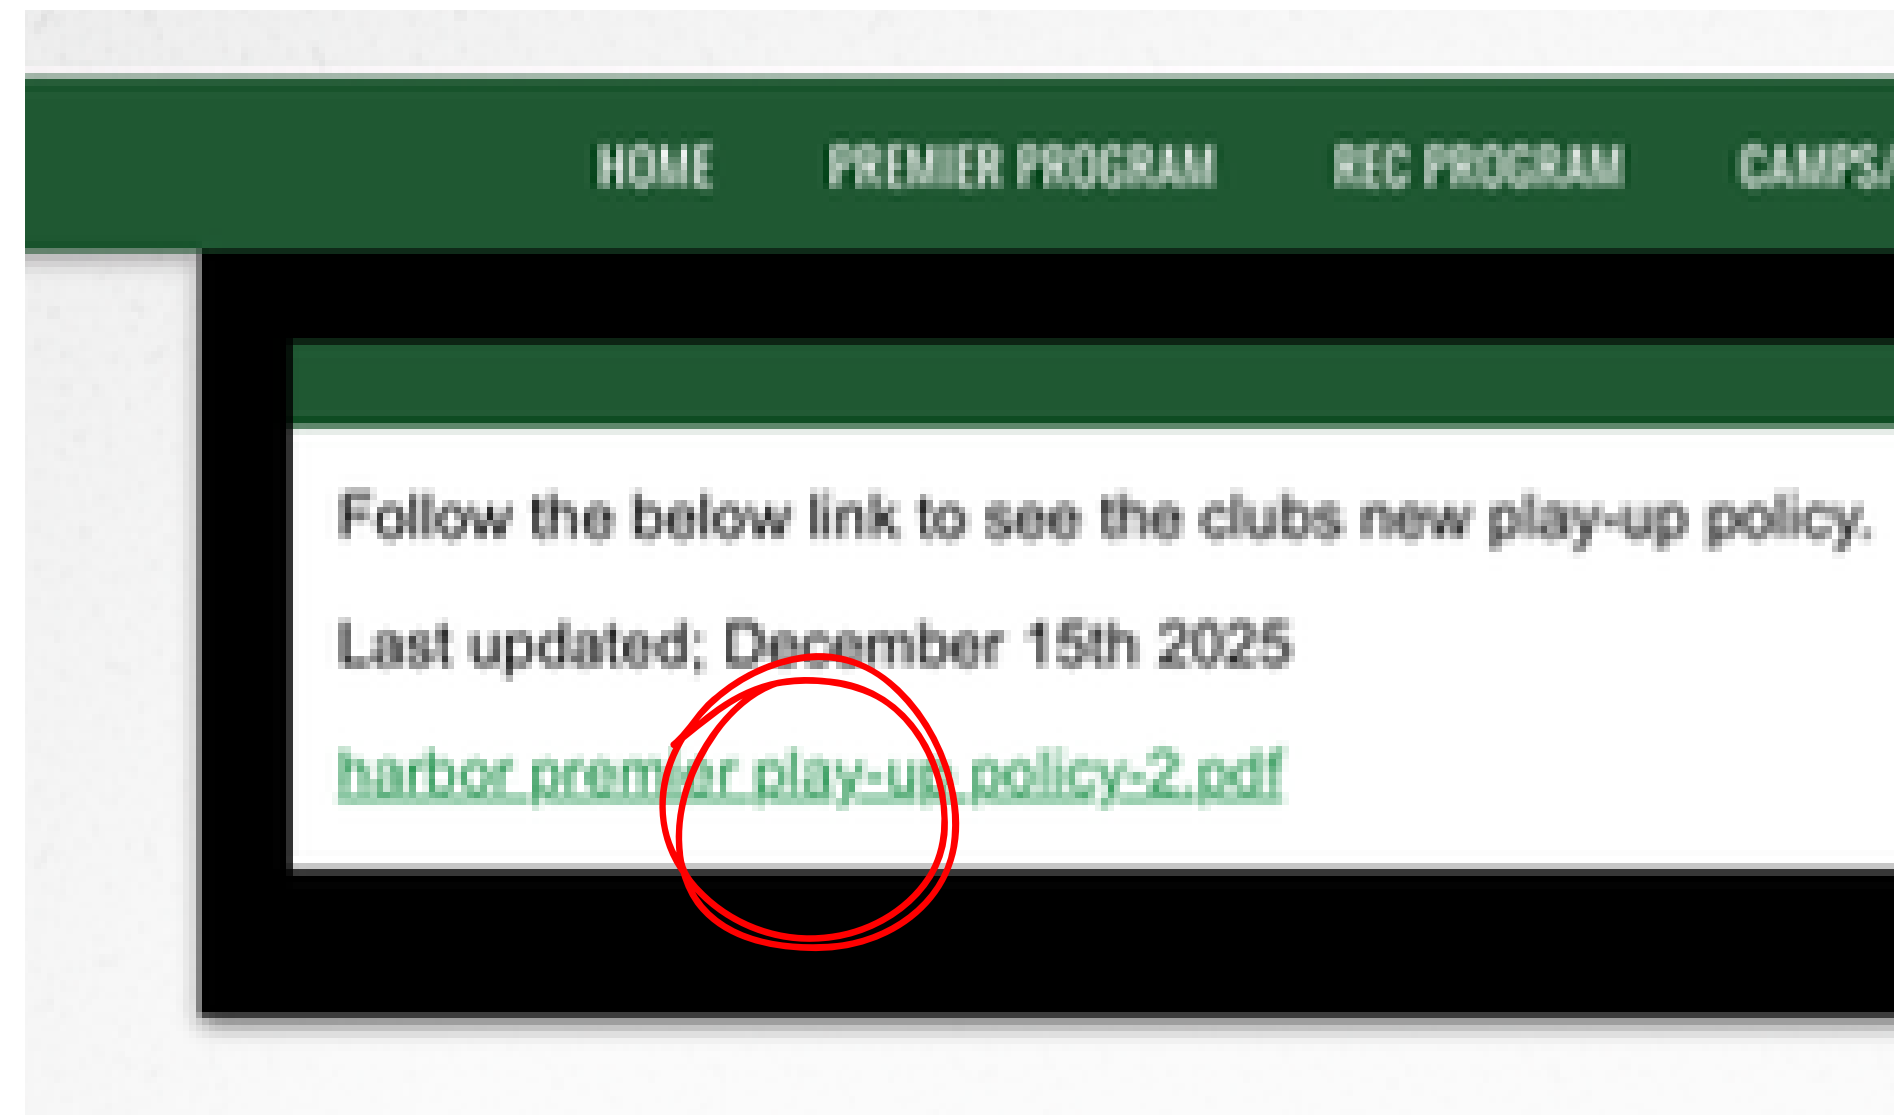 HOME PREMIER PROGRAM REC PROGRAM CAMPS/
Follow the below link to see the clubs new play-up policy.
Last updated; December 15th 2025
harbor premier play-up policy-2.pdf